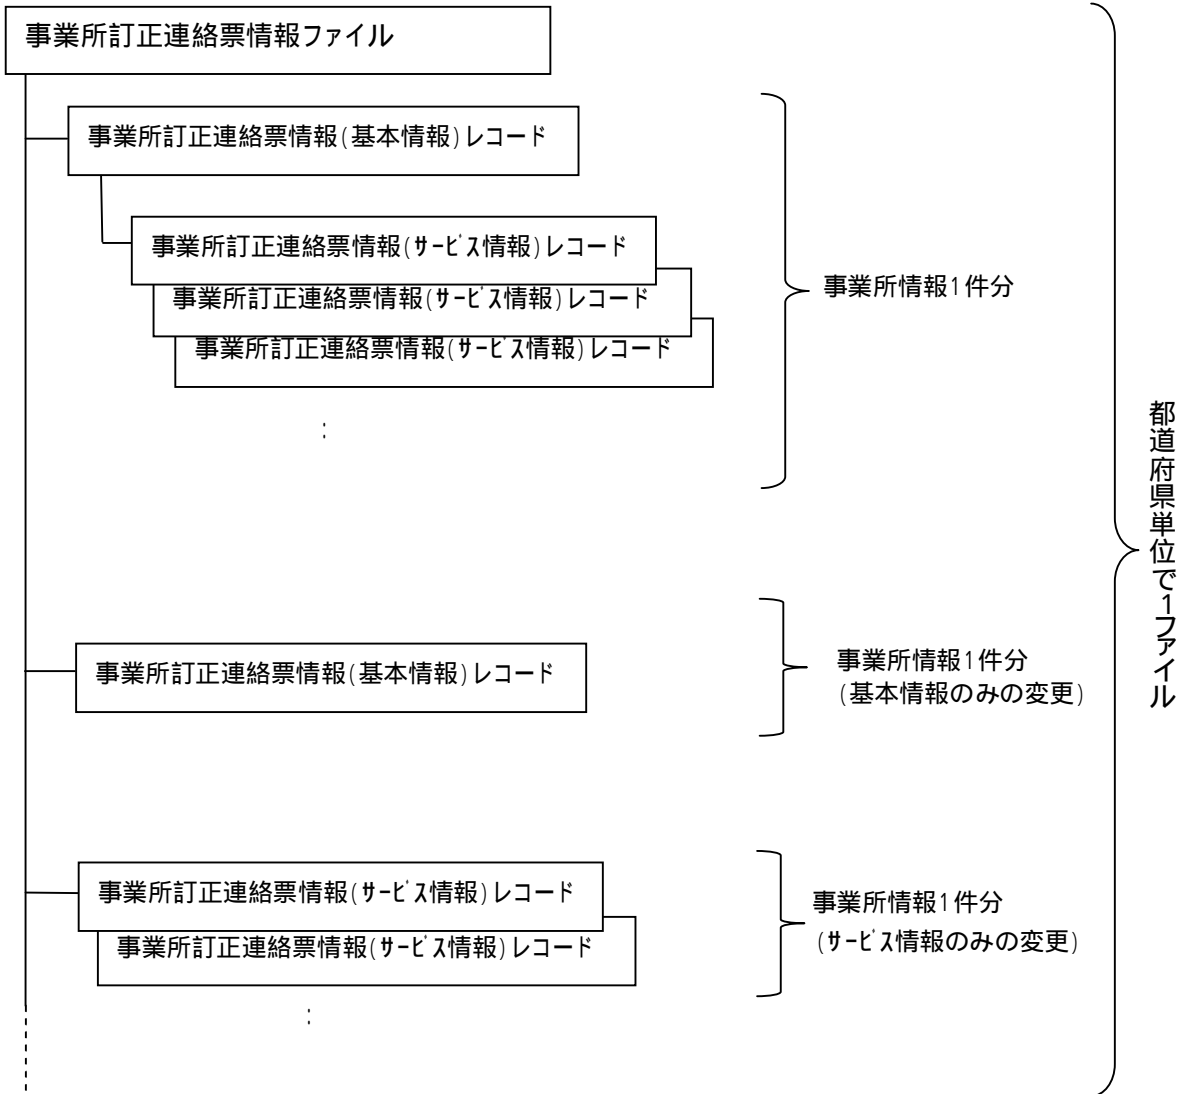 事業所訂正連絡票情報ファイル
事業所訂正連絡票情報(基本情報)レコード
事業所訂正連絡票情報(ｻｰﾋﾞｽ情報)レコード
事業所訂正連絡票情報(ｻｰﾋﾞｽ情報)レコード
事業所訂正連絡票情報(ｻｰﾋﾞｽ情報)レコード
:
事業所情報1件分
事業所訂正連絡票情報(基本情報)レコード
事業所情報1件分
(基本情報のみの変更)
事業所訂正連絡票情報(ｻｰﾋﾞｽ情報)レコード
事業所訂正連絡票情報(ｻｰﾋﾞｽ情報)レコード
:
事業所情報1件分
(ｻｰﾋﾞｽ情報のみの変更)
都道府県単位で1ファイル